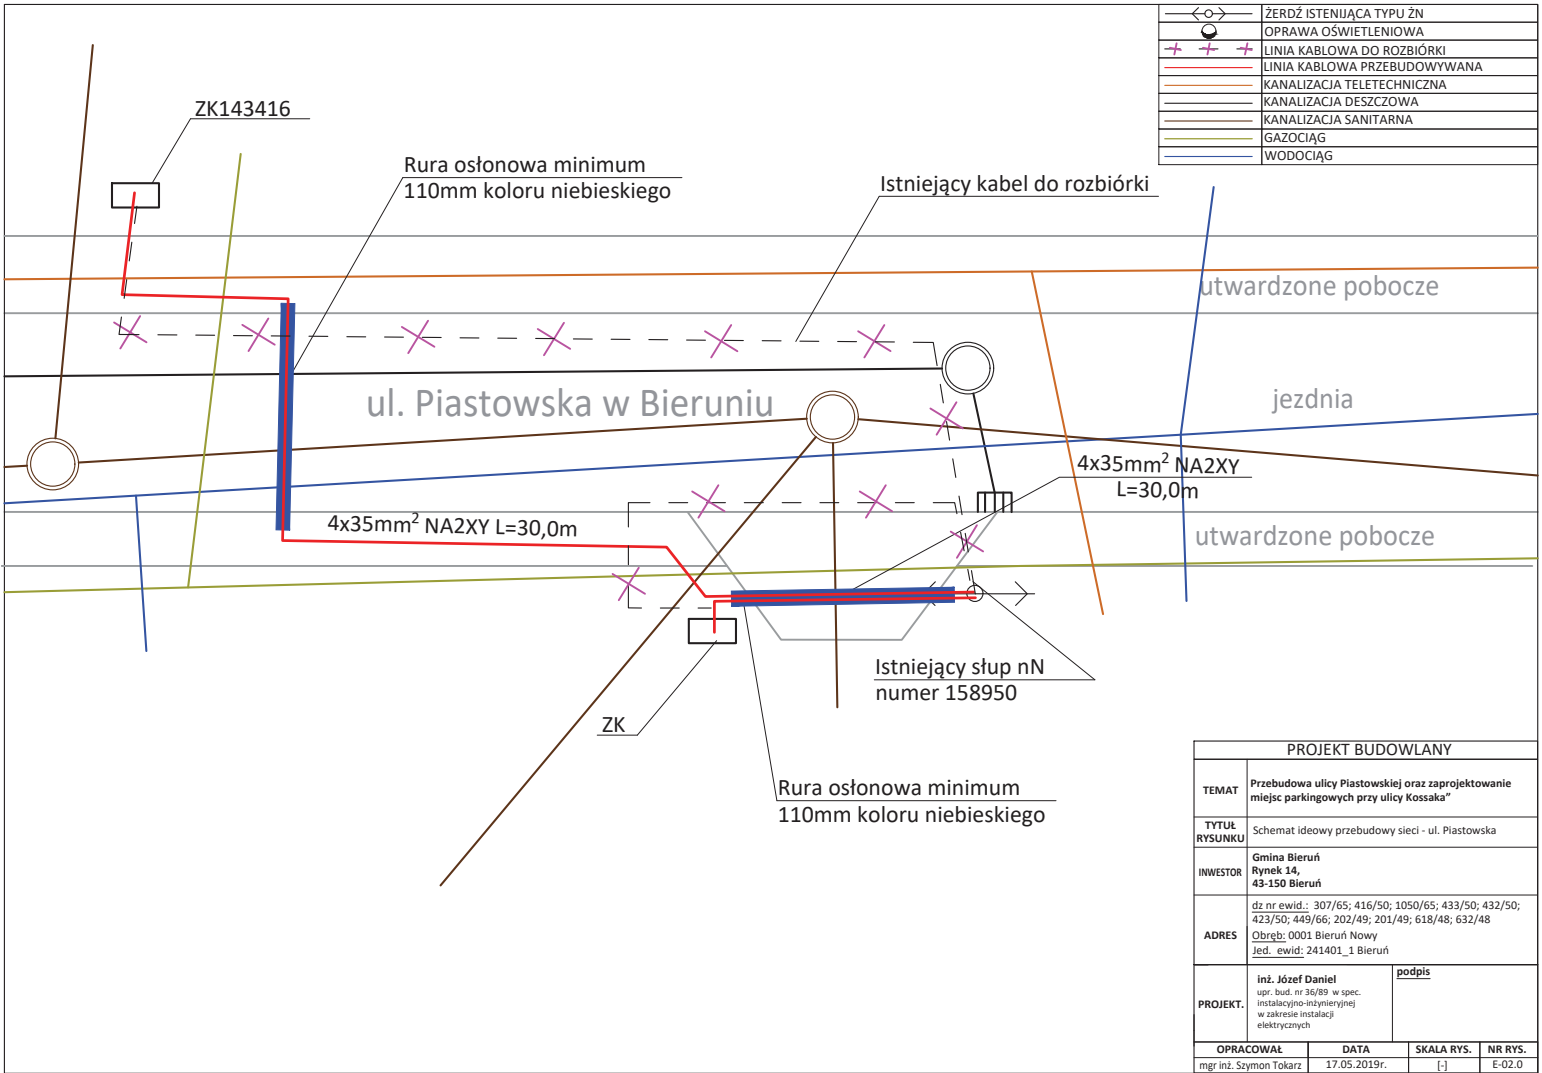 ŻERDŹ ISTENIJĄCA TYPU ŻN
OPRAWA OŚWIETLENIOWA
LINIA KABLOWA DO ROZBIÓRKI
LINIA KABLOWA PRZEBUDOWYWANA
KANALIZACJA TELETECHNICZNA
KANALIZACJA DESZCZOWA
KANALIZACJA SANITARNA
GAZOCIĄG
WODOCIĄG
ZK143416
Rura osłonowa minimum
110mm koloru niebieskiego
Istniejący kabel do rozbiórki
utwardzone pobocze
ul. Piastowska w Bieruniu
jezdnia
4x35mm² NA2XY
L=30,0m
4x35mm² NA2XY L=30,0m
utwardzone pobocze
Istniejący słup nN
numer 158950
ZK
Rura osłonowa minimum
110mm koloru niebieskiego
PROJEKT BUDOWLANY
TEMAT
Przebudowa ulicy Piastowskiej oraz zaprojektowanie
miejsc parkingowych przy ulicy Kossaka”
TYTUŁ
RYSUNKU
Schemat ideowy przebudowy sieci - ul. Piastowska
INWESTOR
Gmina Bieruń
Rynek 14,
43-150 Bieruń
ADRES
dz nr ewid.: 307/65; 416/50; 1050/65; 433/50; 432/50;
423/50; 449/66; 202/49; 201/49; 618/48; 632/48
Obręb: 0001 Bieruń Nowy
Jed. ewid: 241401_1 Bieruń
PROJEKT.
inż. Józef Daniel
upr. bud. nr 36/89 w spec.
instalacyjno-inżynieryjnej
w zakresie instalacji
elektrycznych
podpis
OPRACOWAŁ DATA SKALA RYS. NR RYS.
mgr inż. Szymon Tokarz 17.05.2019r. [-] E-02.0